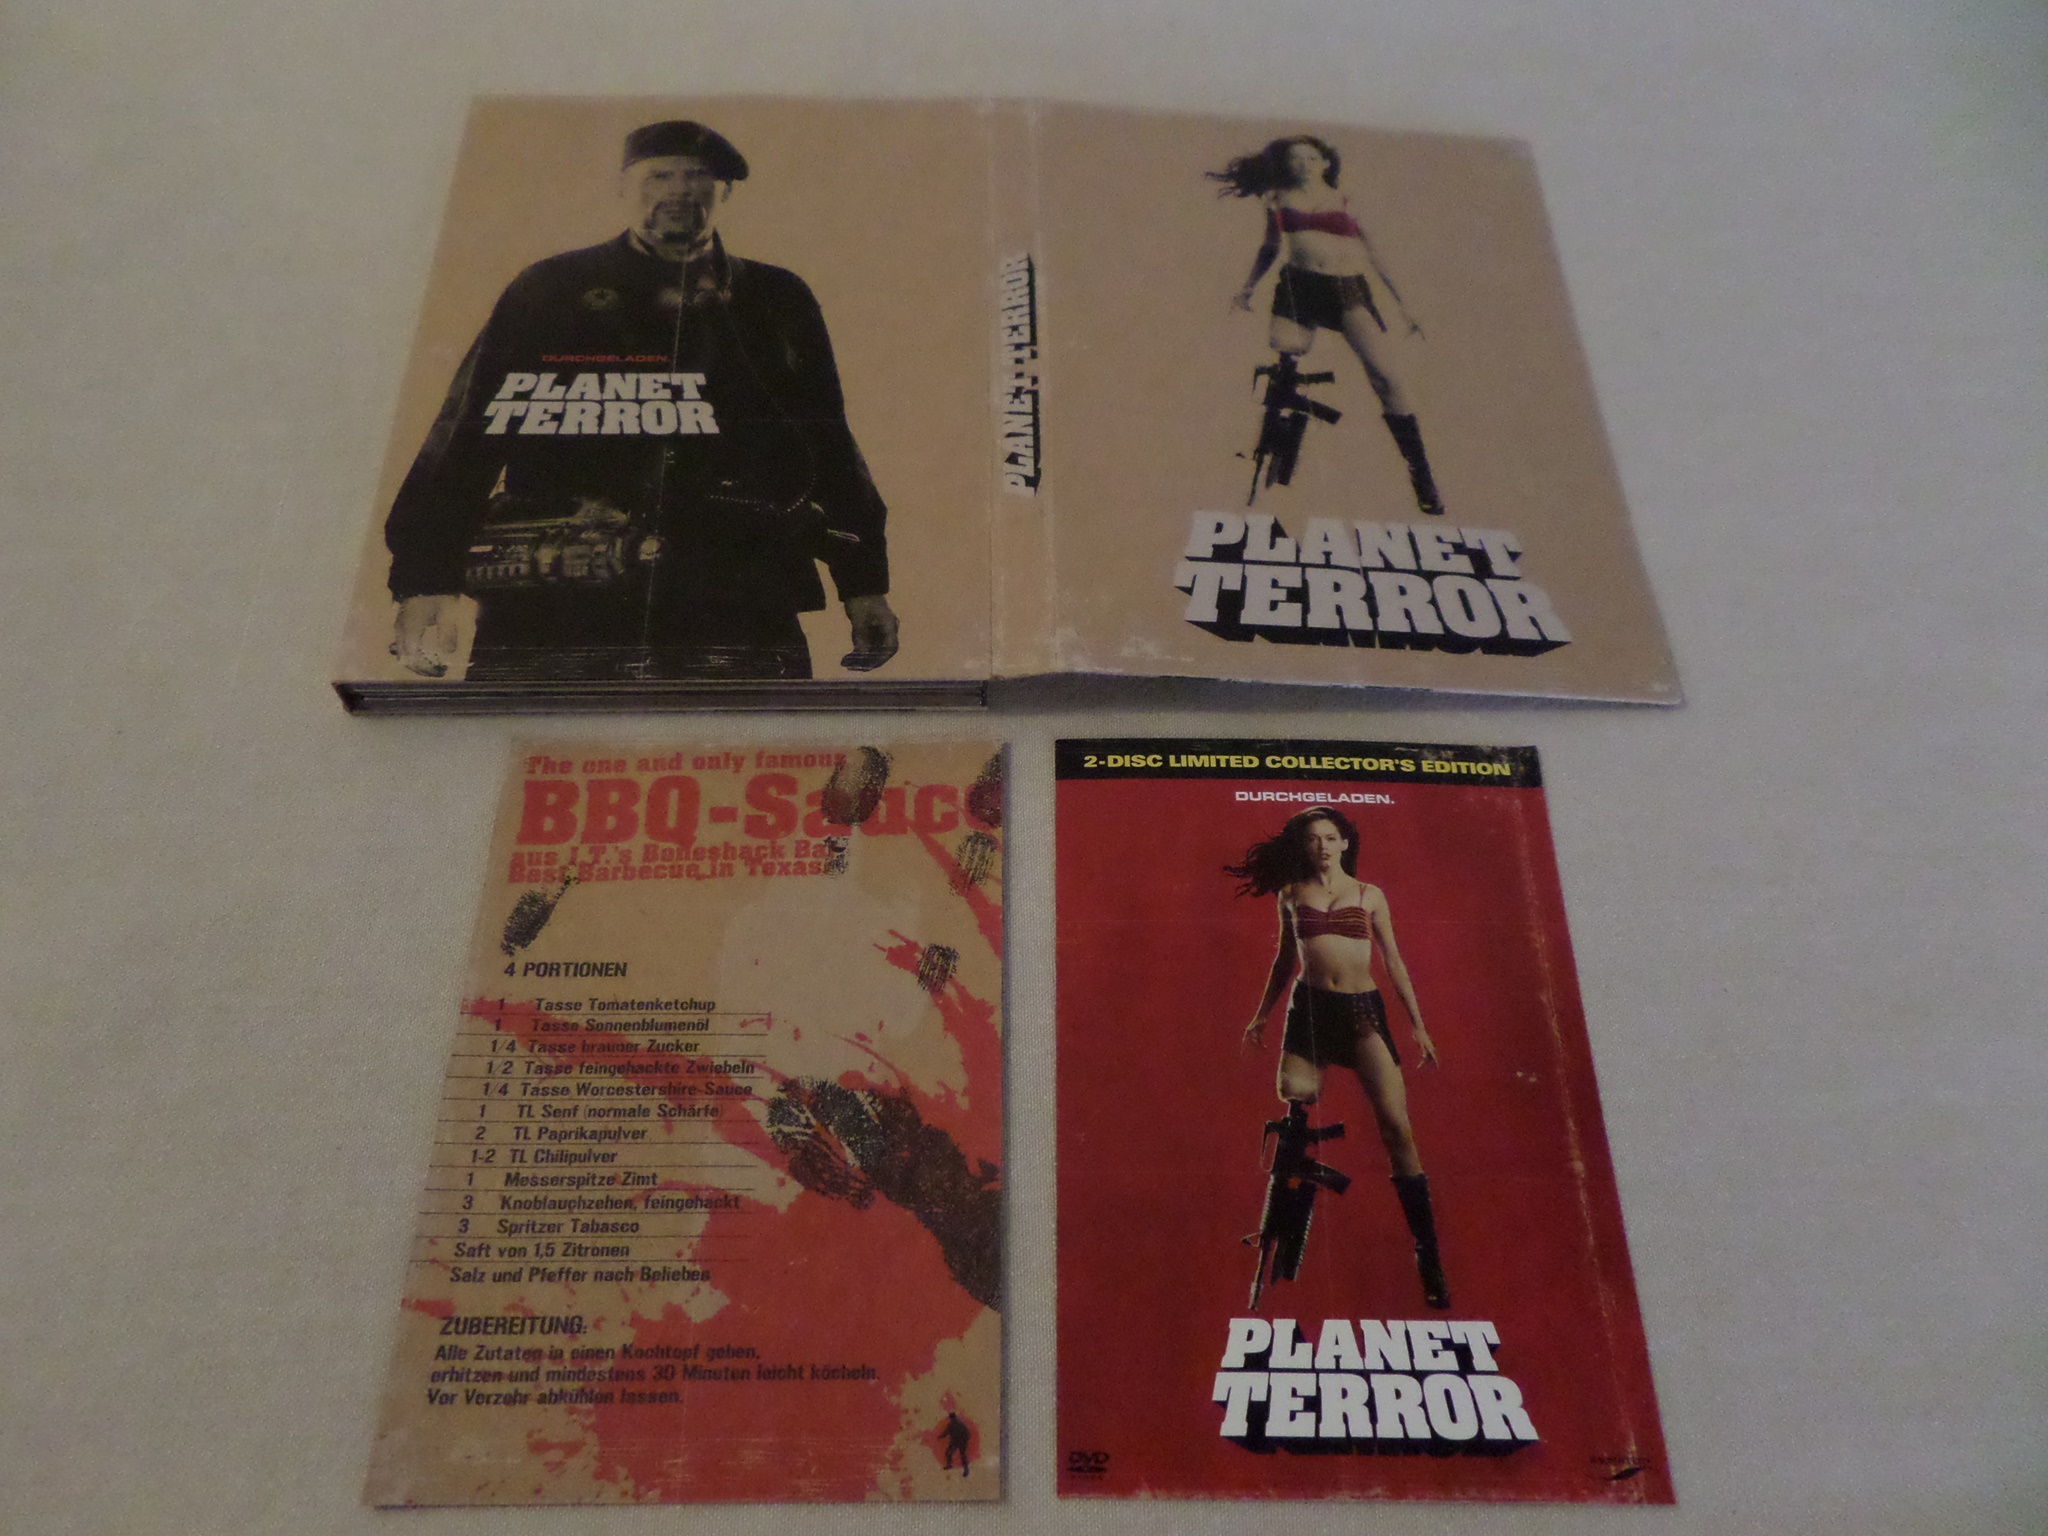 DURCHGELADEN.
PLANET
TERROR
PLANET TERROR
PLANET
TERROR
The one and only famous
BBQ-Sauce
aus J.T.'s Boneshack Bar
Best Barbecue in Texas
4 PORTIONEN
1 Tasse Tomatenketchup
1 Tasse Sonnenblumenöl
1/4 Tasse brauner Zucker
1/2 Tasse feingehackte Zwiebeln
1/4 Tasse Worcestershire-Sauce
1 TL Senf (normale Schärfe)
2 TL Paprikapulver
1-2 TL Chilipulver
1 Messerspitze Zimt
3 Knoblauchzehen, feingehackt
3 Spritzer Tabasco
Saft von 1,5 Zitronen
Salz und Pfeffer nach Belieben
ZUBEREITUNG:
Alle Zutaten in einen Kochtopf geben,
erhitzen und mindestens 30 Minuten leicht köcheln.
Vor Verzehr abkühlen lassen.
2-DISC LIMITED COLLECTOR'S EDITION
DURCHGELADEN.
PLANET
TERROR
DVD